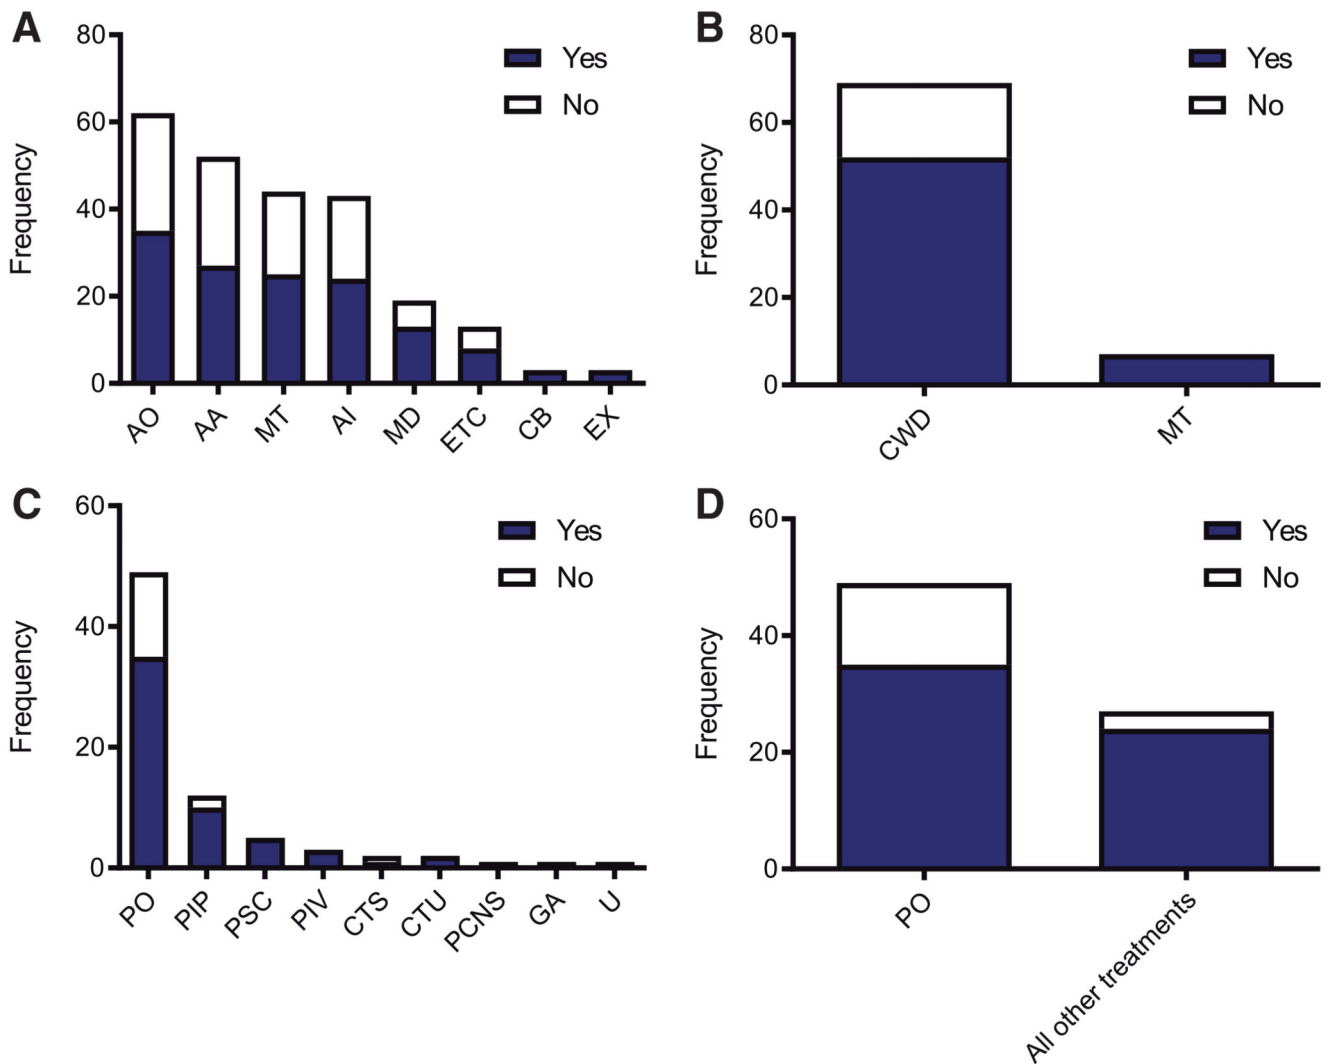 A
80
60
40
20
0
Frequency
Yes
No
AO
AA
MT
AI
MD
ETC
CB
EX
B
80
60
40
20
0
Frequency
Yes
No
CWD
MT
C
60
40
20
0
Frequency
Yes
No
PO
PIP
PSC
PIV
CTS
CTU
PCNS
GA
U
D
60
40
20
0
Frequency
Yes
No
PO
All other treatments